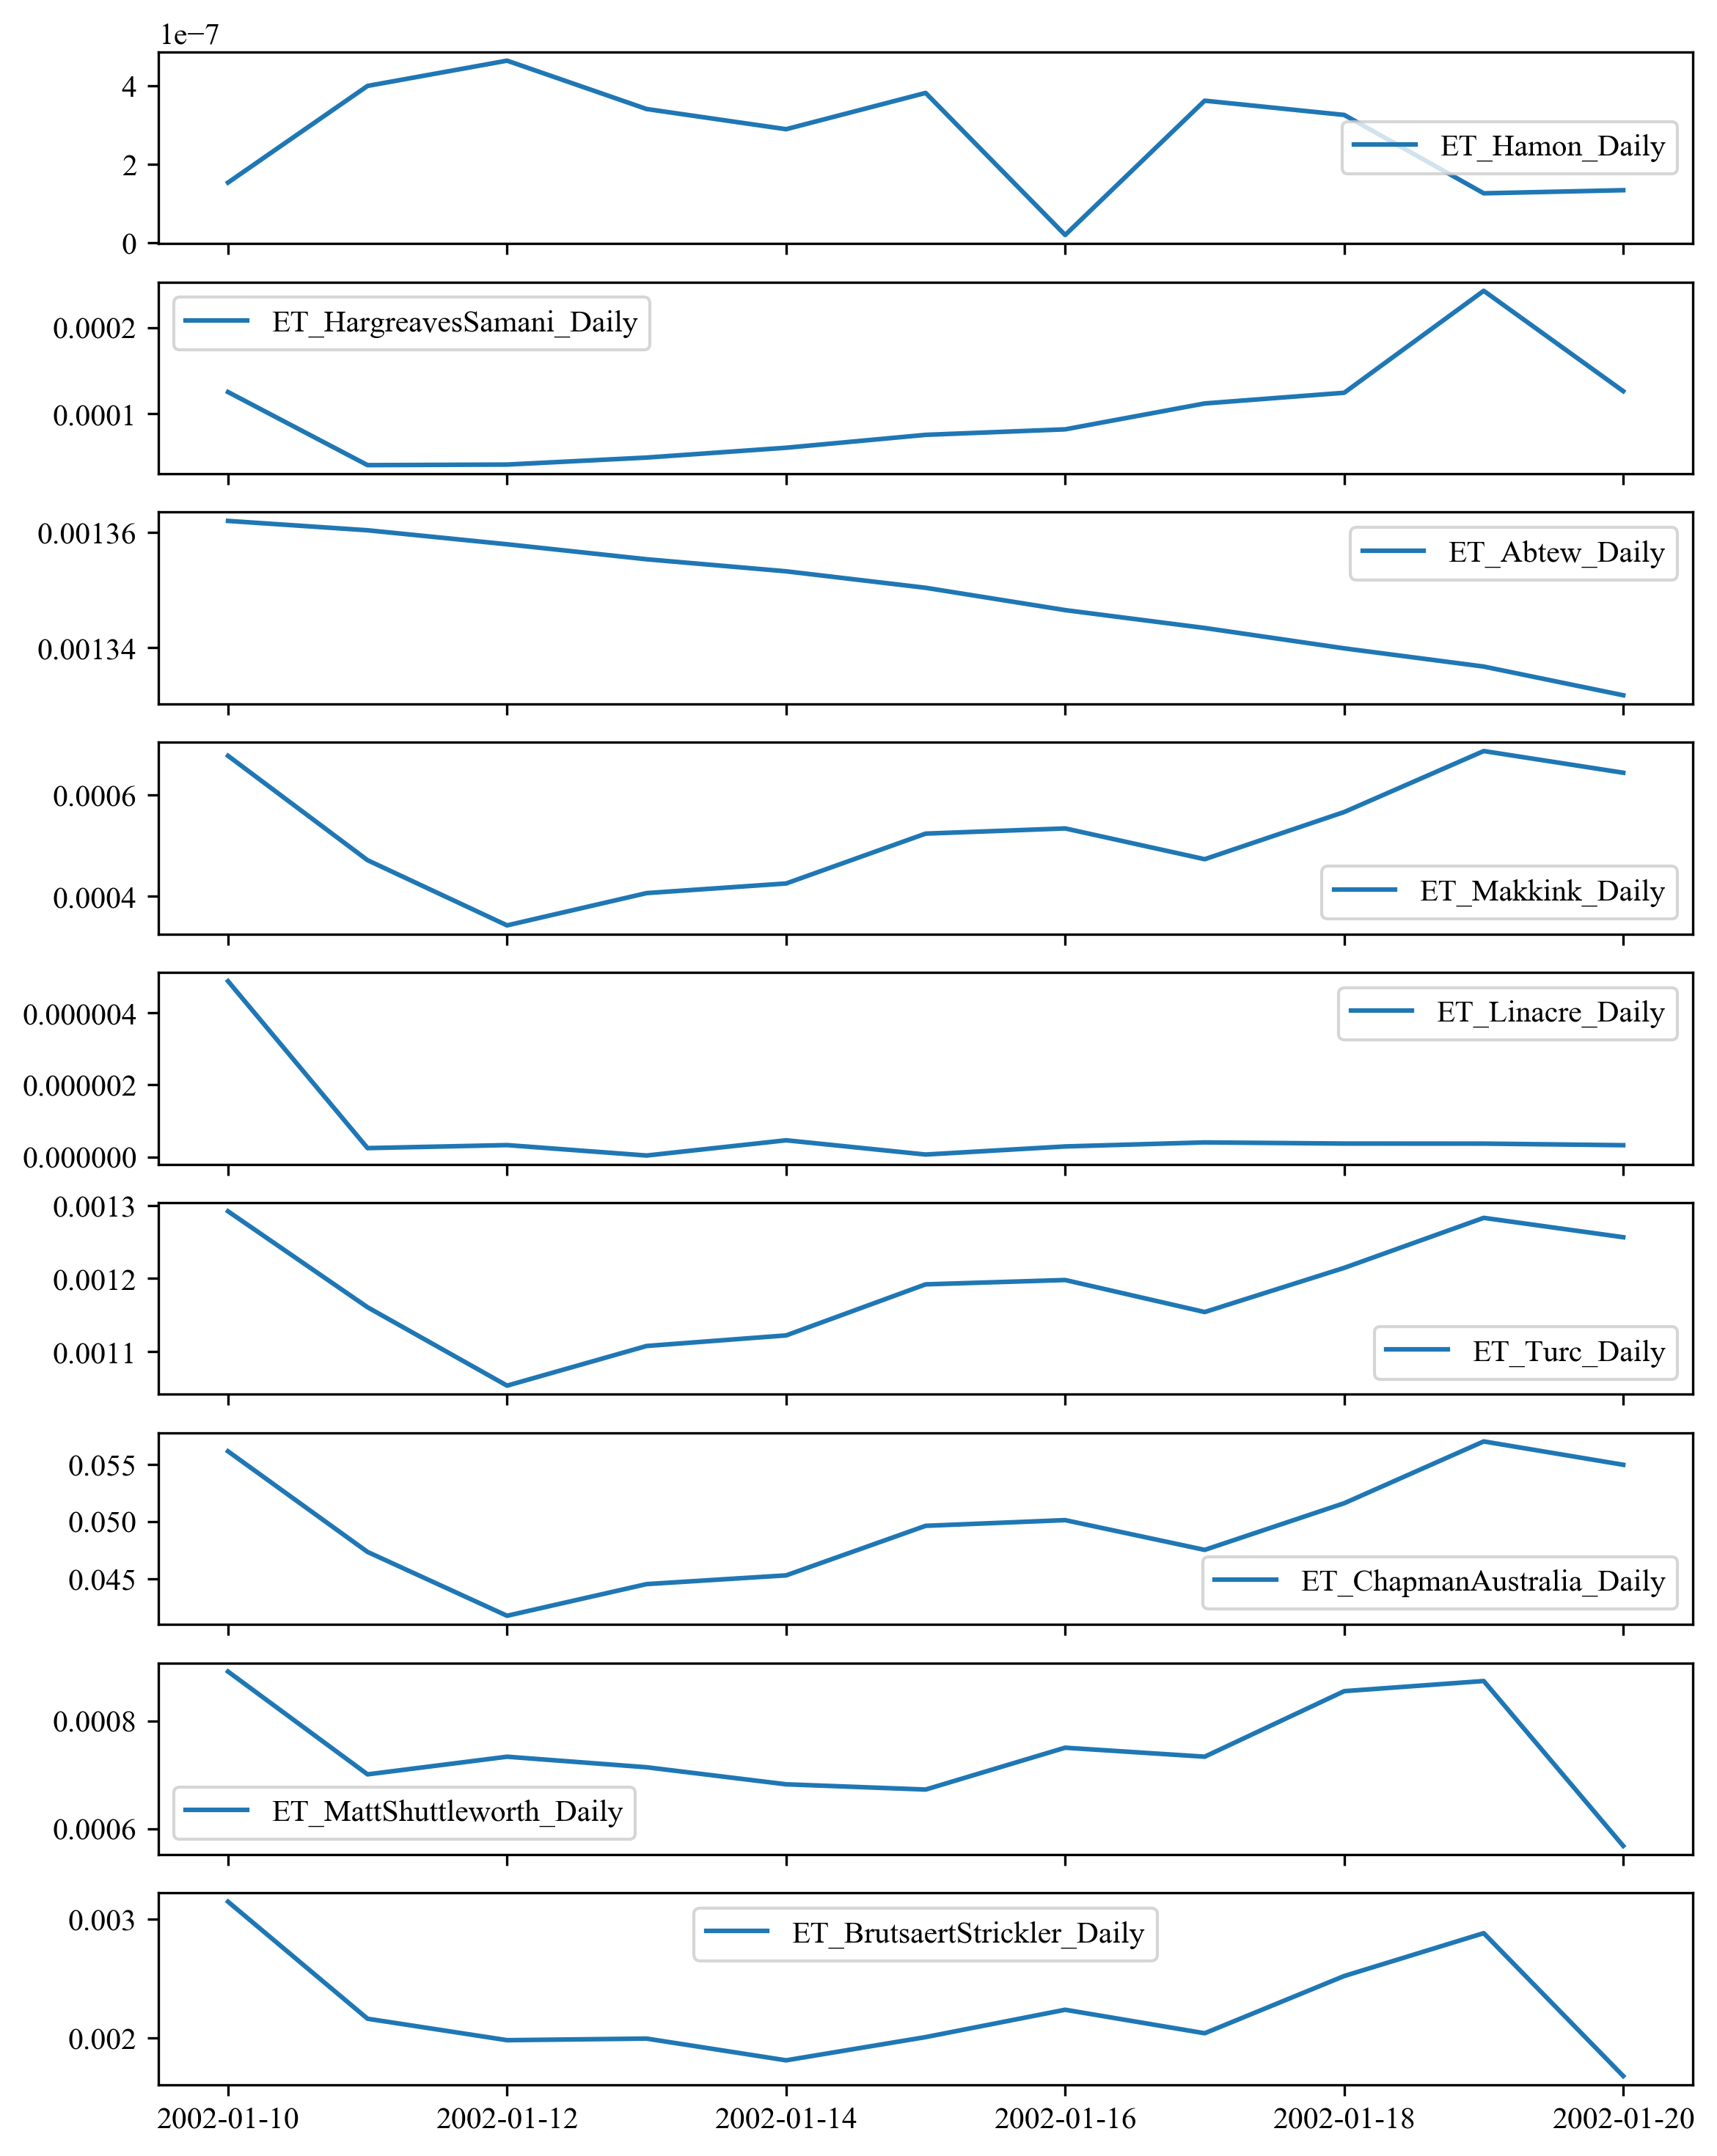 1e−7
4
2
0
ET_Hamon_Daily
0.0002
0.0001
ET_HargreavesSamani_Daily
0.00136
0.00134
ET_Abtew_Daily
0.0006
0.0004
ET_Makkink_Daily
0.000004
0.000002
0.000000
ET_Linacre_Daily
0.0013
0.0012
0.0011
ET_Turc_Daily
0.055
0.050
0.045
ET_ChapmanAustralia_Daily
0.0008
0.0006
ET_MattShuttleworth_Daily
0.003
0.002
ET_BrutsaertStrickler_Daily
2002-01-10 2002-01-12 2002-01-14 2002-01-16 2002-01-18 2002-01-20